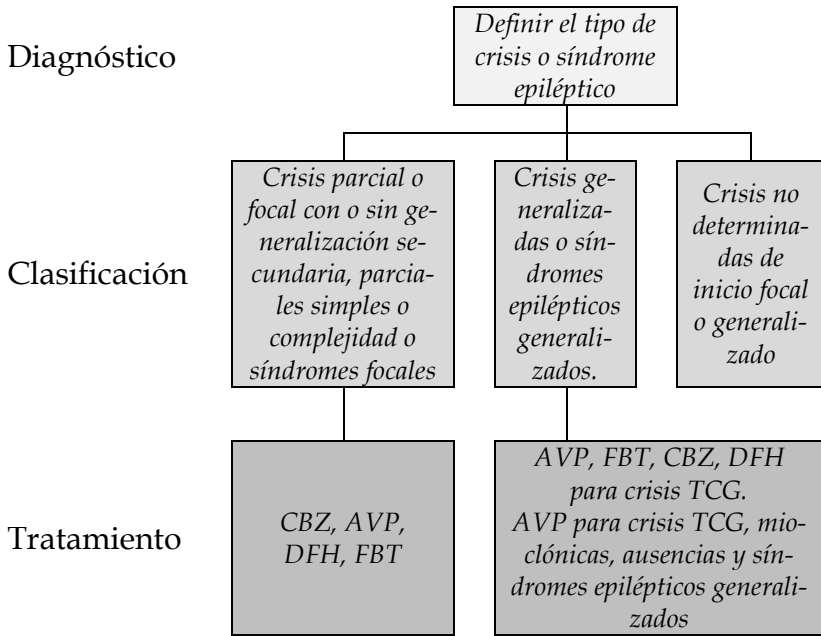 Diagnóstico
Definir el tipo de
crisis o síndrome
epiléptico
Clasificación
Crisis parcial o
focal con o sin ge-
neralización se-
cundaria, parcia-
les simples o
complejidad o
síndromes focales
Crisis ge-
neraliza-
das o sín-
dromes
epilépticos
generali-
zados.
Crisis no
determina-
das de
inicio focal
o generali-
zado
Tratamiento
CBZ, AVP,
DFH, FBT
AVP, FBT, CBZ, DFH
para crisis TCG.
AVP para crisis TCG, mio-
clónicas, ausencias y sín-
dromes epilépticos generali-
zados